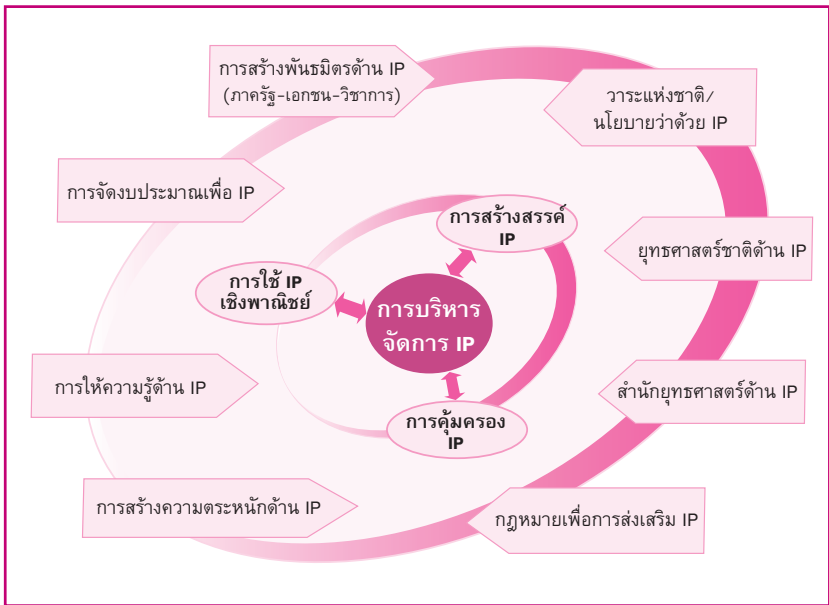 การสร้างพันธมิตรด้าน IP
(ภาครัฐ-เอกชน-วิชาการ)
วาระแห่งชาติ/
นโยบายว่าด้วย IP
การจัดงบประมาณเพื่อ IP
การสร้างสรรค์
IP
ยุทธศาสตร์ชาติด้าน IP
การใช้ IP
เชิงพาณิชย์
การบริหาร
จัดการ IP
การให้ความรู้ด้าน IP
สำนักยุทธศาสตร์ด้าน IP
การคุ้มครอง
IP
การสร้างความตระหนักด้าน IP
กฎหมายเพื่อการส่งเสริม IP